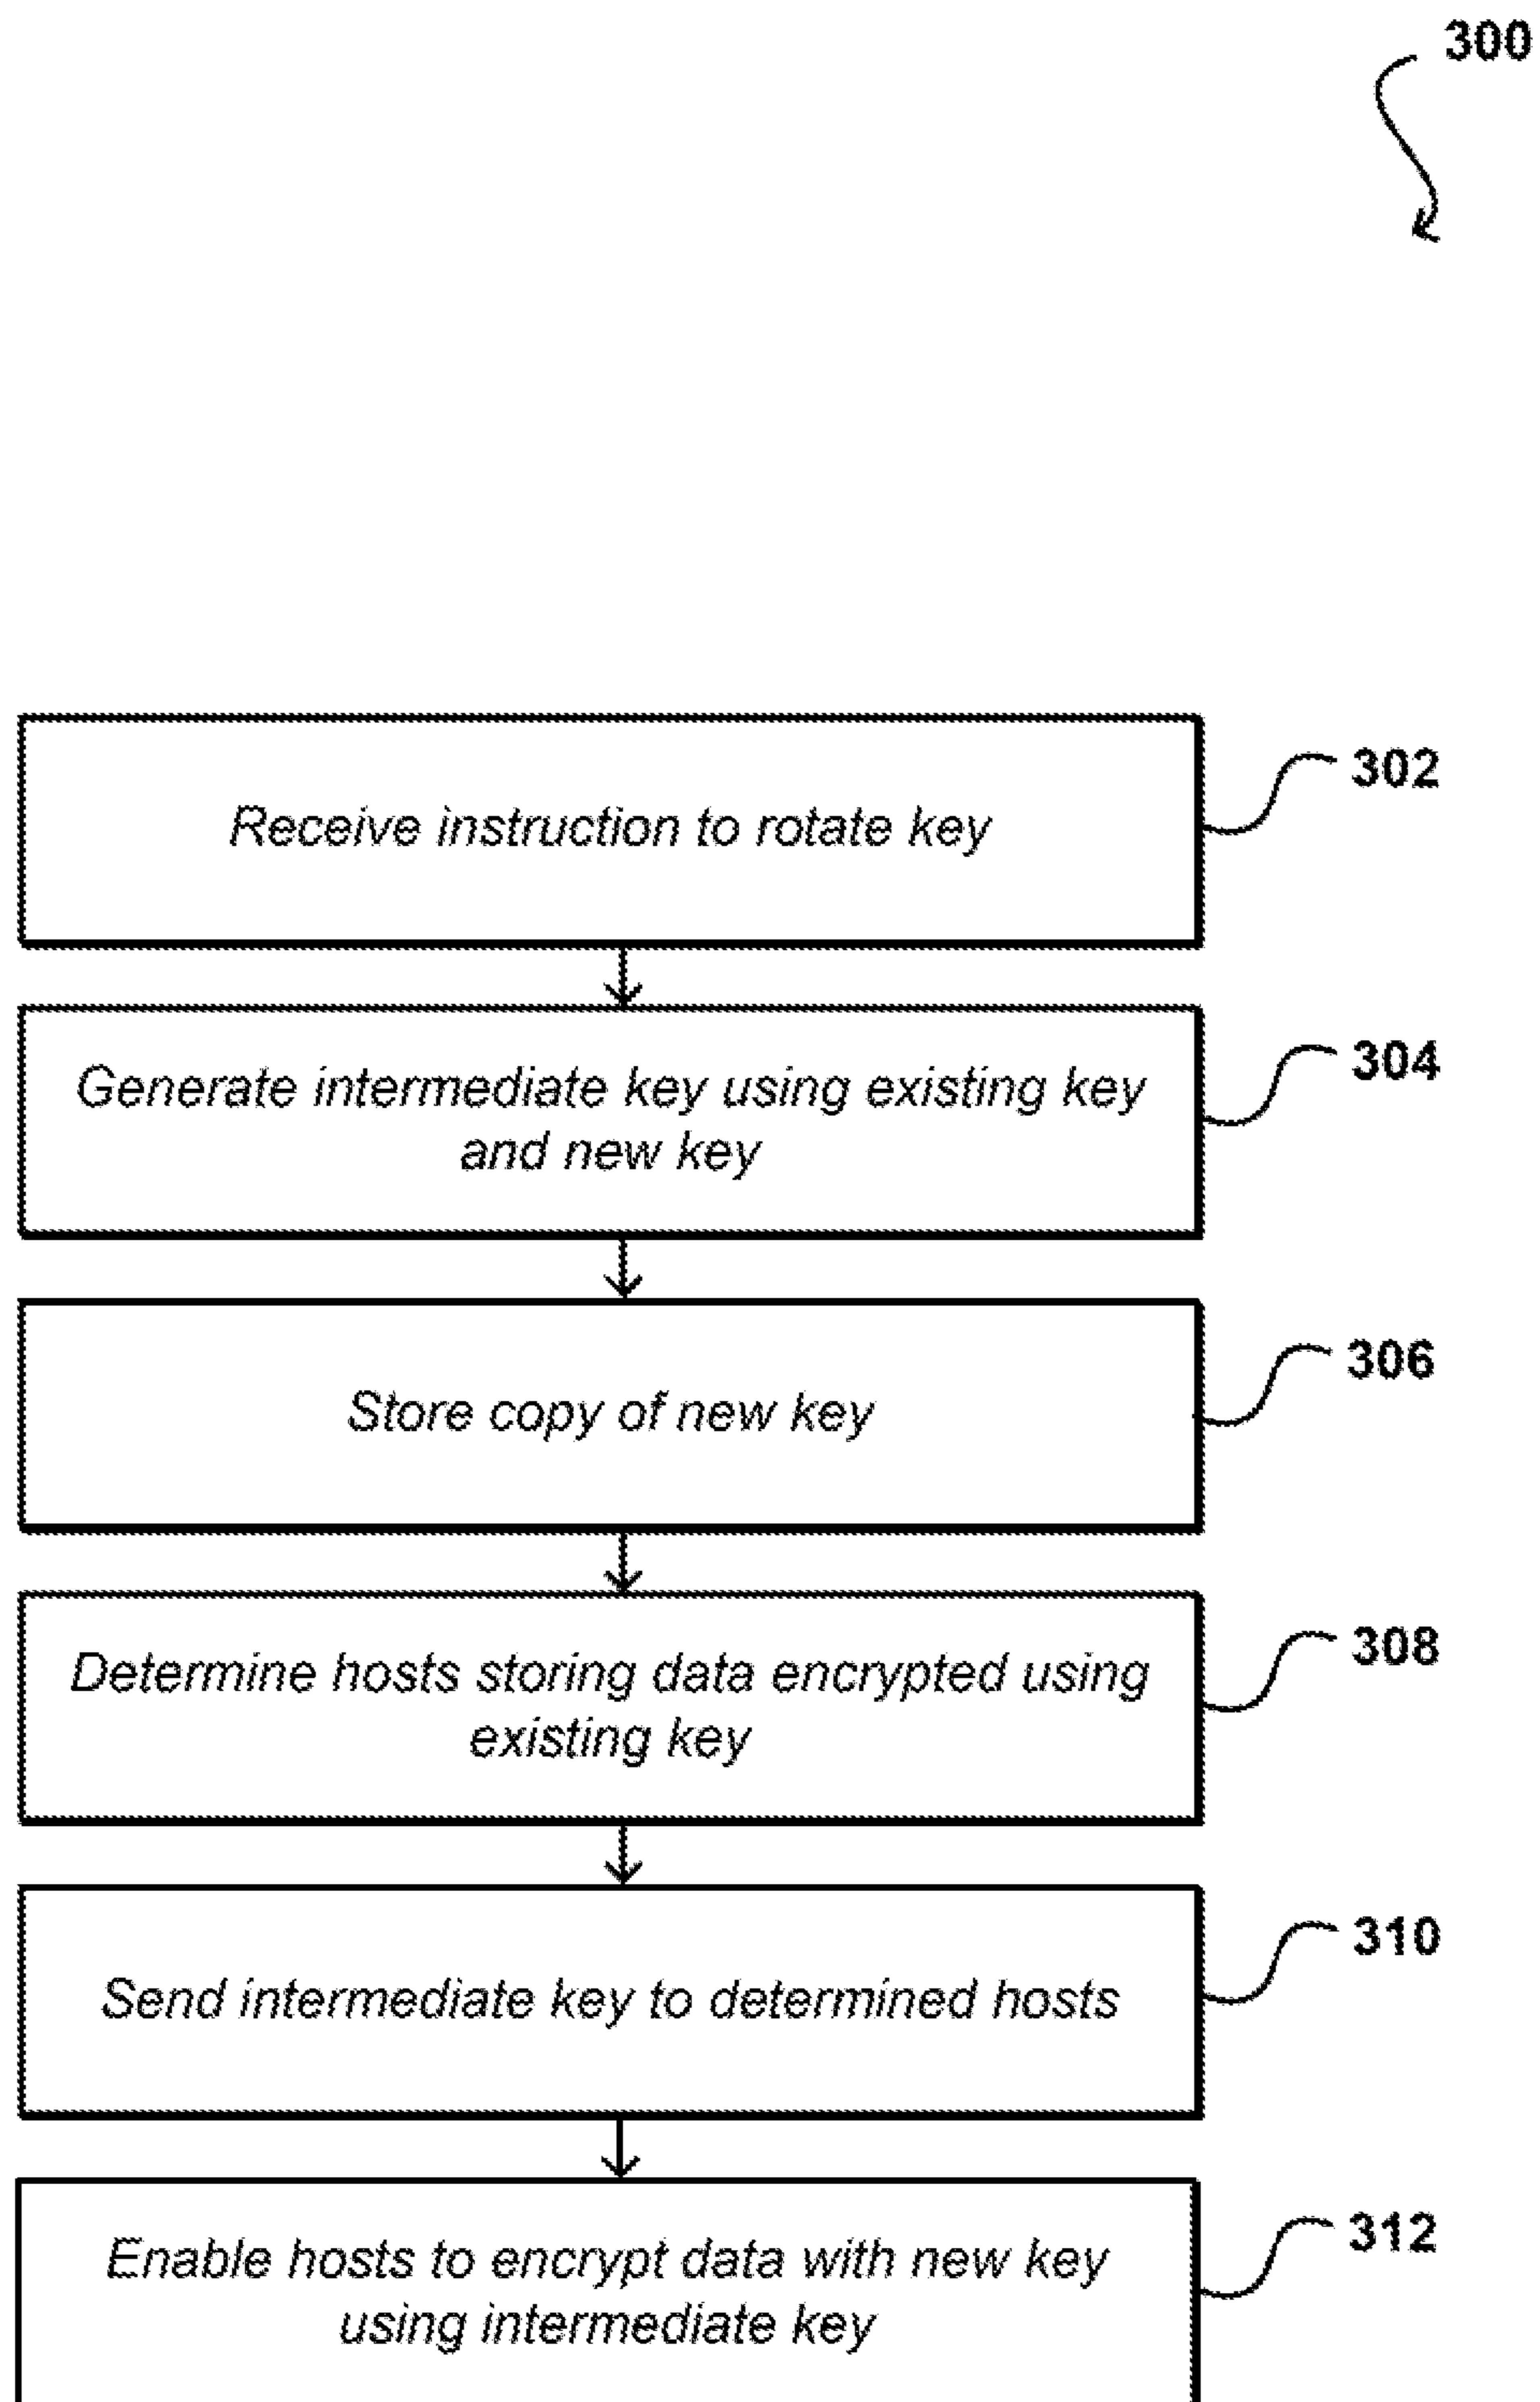 300
Receive instruction to rotate key
302
Generate intermediate key using existing key
and new key
304
Store copy of new key
306
Determine hosts storing data encrypted using
existing key
308
Send intermediate key to determined hosts
310
Enable hosts to encrypt data with new key
using intermediate key
312